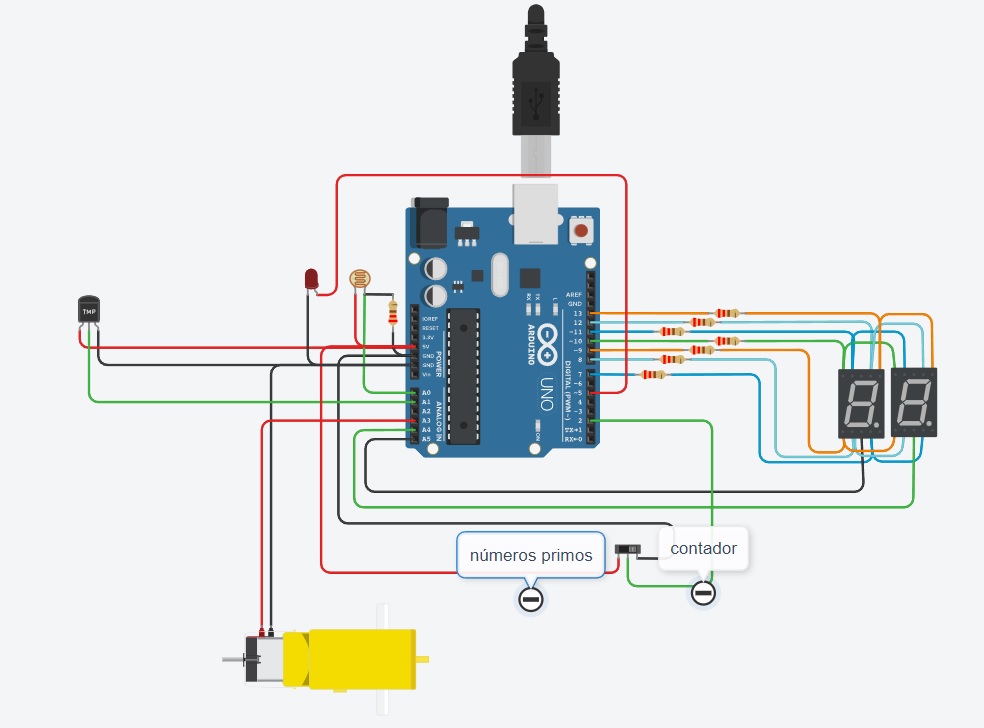 TMP
AREF
GND
13
12
~11
~10
~9
8
7
~6
~5
4
~3
2
TX→1
RX←0
DIGITAL (PWM~)
RX
TX
L
ON
ARDUINO
UNO
IOREF
RESET
3.3V
5V
GND
GND
Vin
POWER
A0
A1
A2
A3
A4
A5
ANALOG IN
números primos
contador